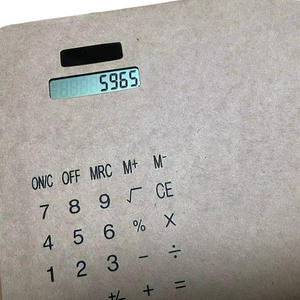 5965
ON/C OFF MRC M+ M-
7 8 9 √ CE
4 5 6 % X
1 2 3 - ÷
+/- + =